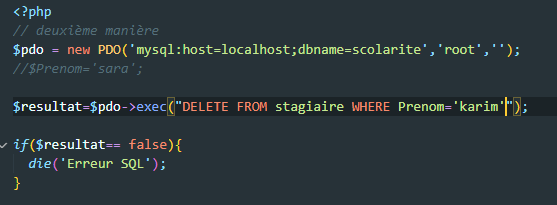 <?php
// deuxième manière
$pdo = new PDO('mysql:host=localhost;dbname=scolarite','root','');
//$Prenom='sara';
$resultat=$pdo->exec("DELETE FROM stagiaire WHERE Prenom='karim'");
if($resultat== false){
die('Erreur SQL');
}